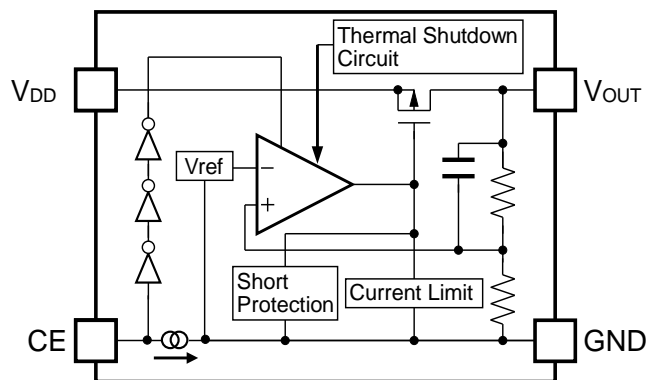 Thermal Shutdown
Circuit
VDD
VOUT
Vref
−
+
Short
Protection
Current Limit
CE
GND